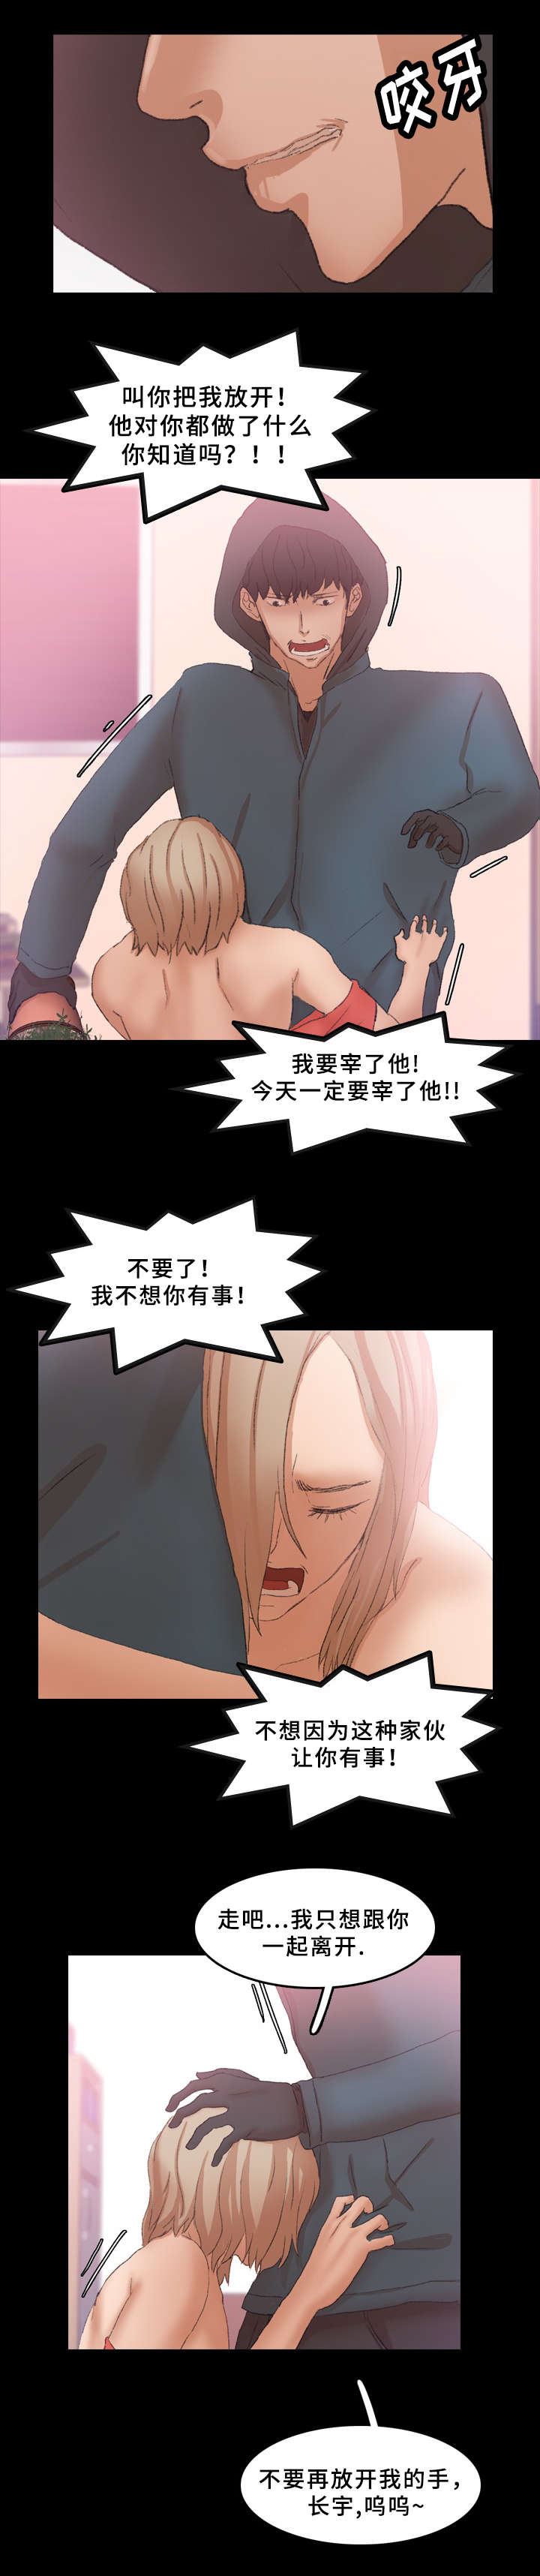 咬牙
叫你把我放开！
他对你都做了什么
你知道吗？！！
我要宰了他!
今天一定要宰了他!!
不要了！
我不想你有事！
不想因为这种家伙
让你有事！
走吧...我只想跟你
一起离开.
不要再放开我的手，
长宇,呜呜~